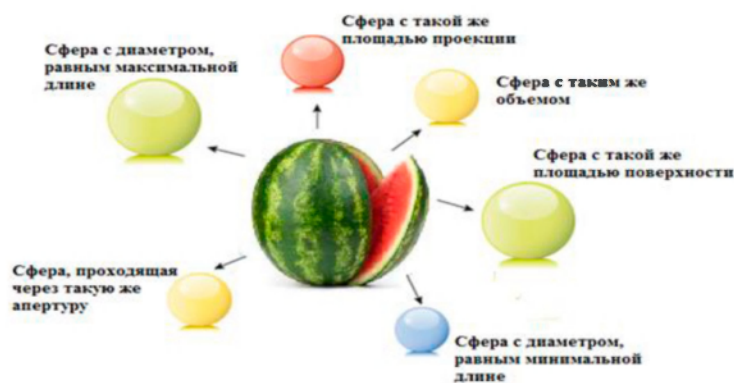 Сфера с такой же
площадью проекции
Сфера с диаметром,
равным максимальной
длине
Сфера с таким же
объемом
Сфера с такой же
площадью поверхности
Сфера, проходящая
через такую же
апертуру
Сфера с диаметром,
равным минимальной
длине